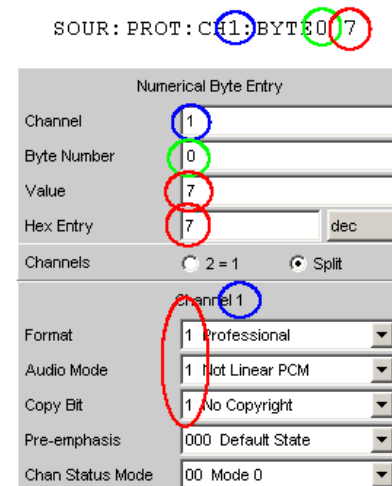 SOUR:PROT:CH1:BYTE0 7
Numerical Byte Entry
Channel 1
Byte Number 0
Value 7
Hex Entry 7 dec
Channels 2 = 1 Split
Channel 1
Format 1 Professional
Audio Mode 1 Not Linear PCM
Copy Bit 1 No Copyright
Pre-emphasis 000 Default State
Chan Status Mode 00 Mode 0